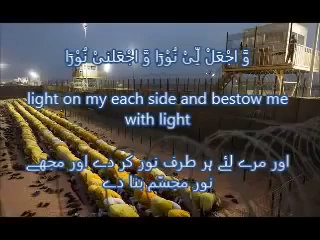 وَّ اجْعَلْ لِّیْ نُوْرًا وَّ اجْعَلْنِیْ نُوْرًا
light on my each side and bestow me
with light
اور مرے لئے ہر طرف نور کر دے اور مجھے
نور مجسّم بنا دے